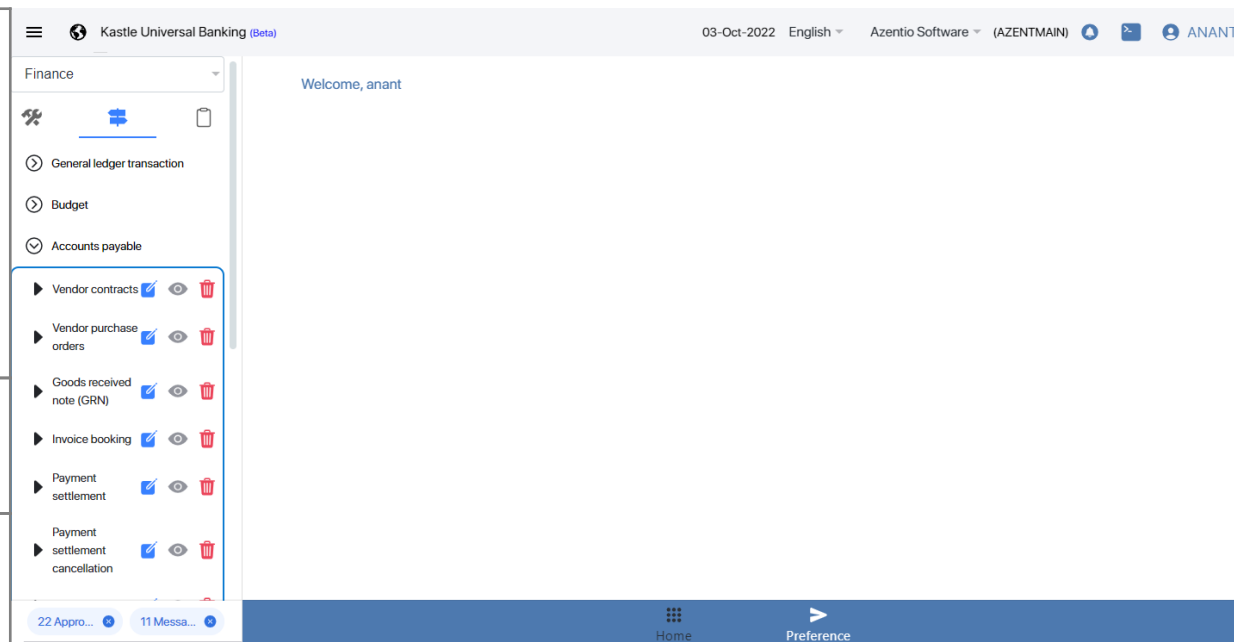 Kastle Universal Banking (Beta)
03-Oct-2022 English Azentio Software (AZENTMAIN) ANANT
Finance
Welcome, anant
General ledger transaction
Budget
Accounts payable
Vendor contracts
Vendor purchase
orders
Goods received
note (GRN)
Invoice booking
Payment
settlement
Payment
settlement
cancellation
22 Appro...
11 Messa...
Home
Preference